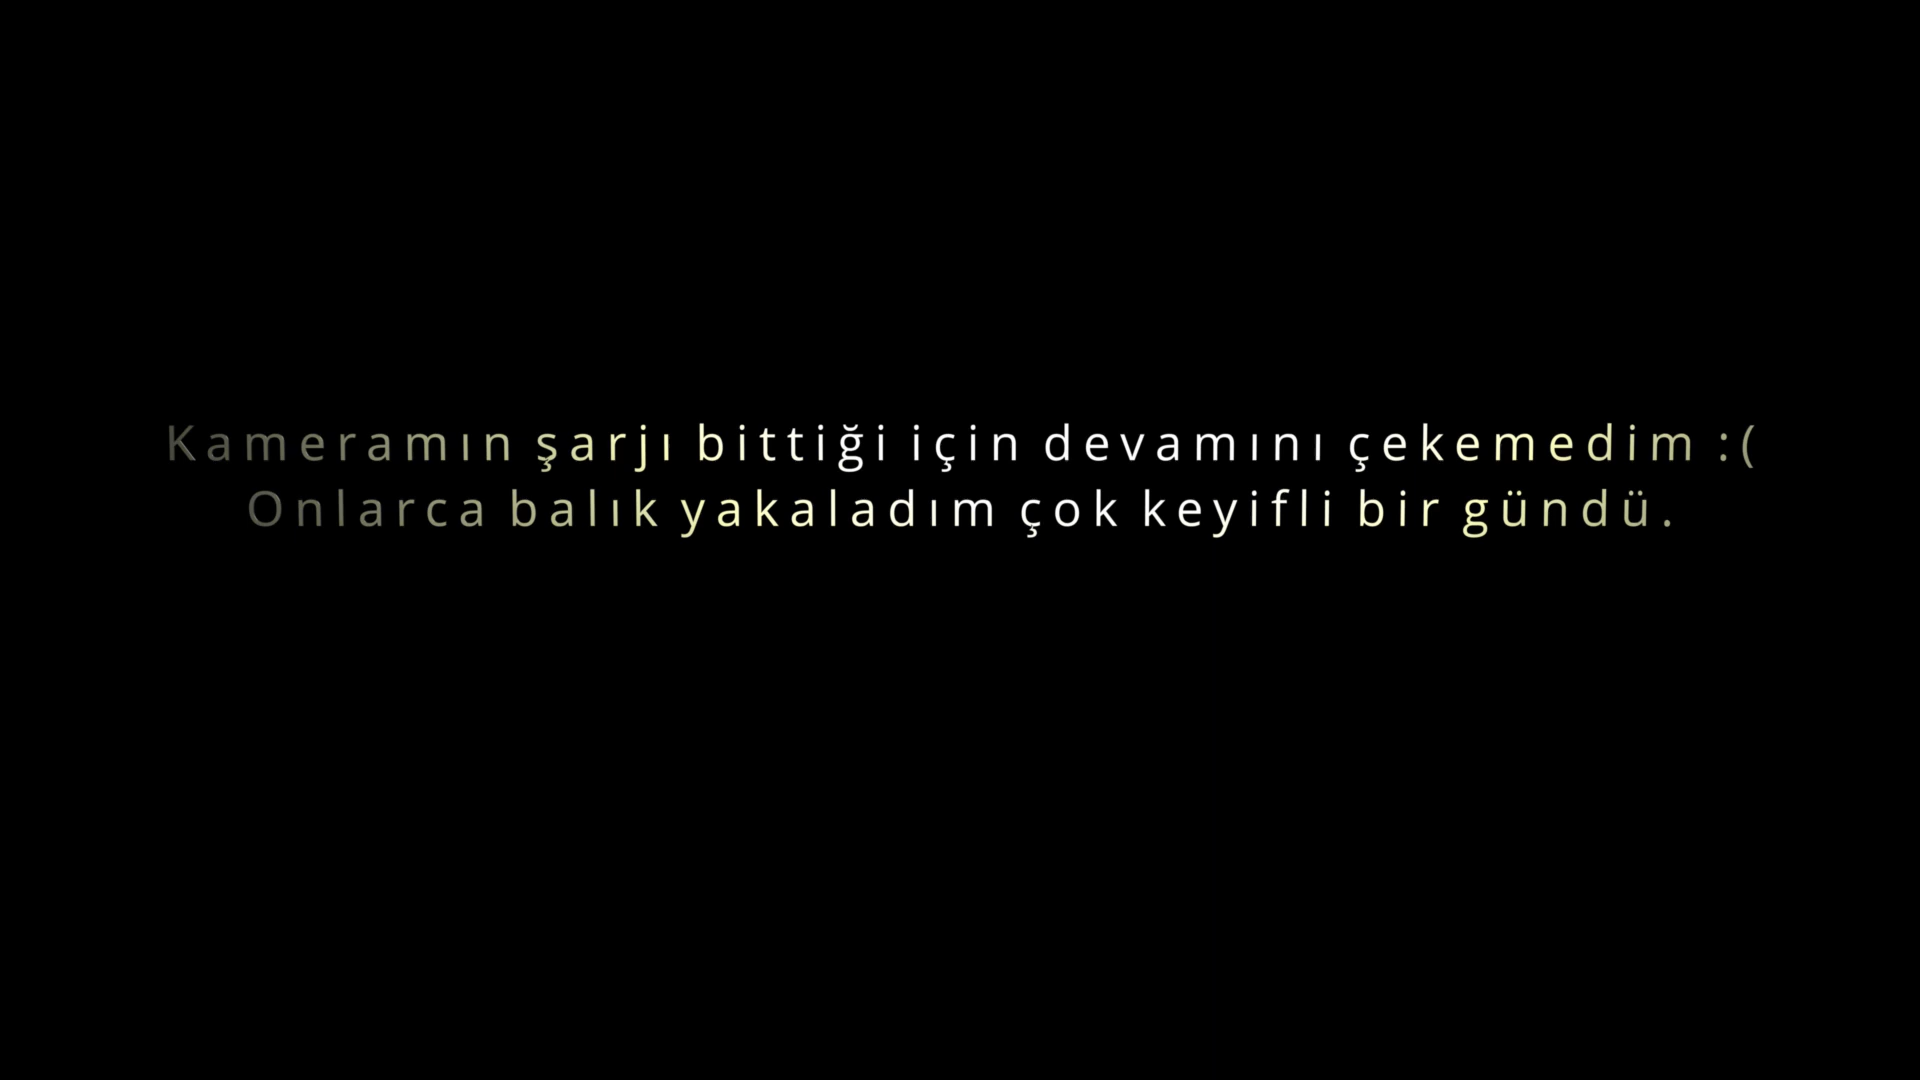 Kameramın şarjı bittiği için devamını çekemedim :(
Onlarca balık yakaladım çok keyifli bir gündü.